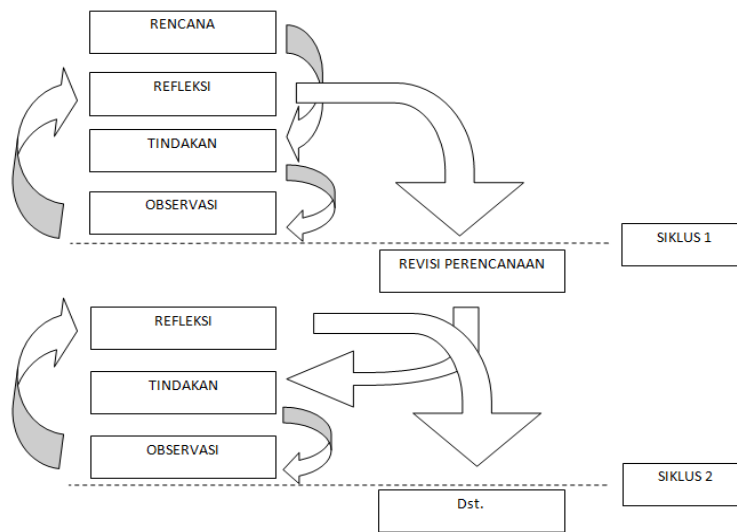 RENCANA
REFLEKSI
TINDAKAN
OBSERVASI
SIKLUS 1
REVISI PERENCANAAN
REFLEKSI
TINDAKAN
OBSERVASI
SIKLUS 2
Dst.